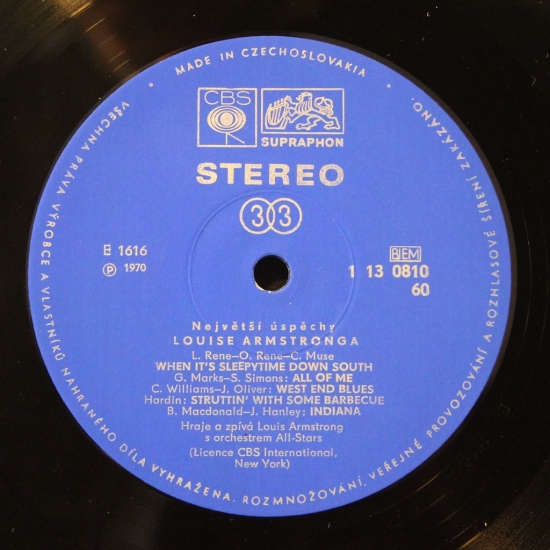 • MADE IN CZECHOSLOVAKIA •
CBS
SUPRAPHON
STEREO
33
E 1616
Ⓟ 1970
BIEM
1 13 0810
60
Největší úspěchy
LOUISE ARMSTRONGA
L. Rene–O. Rene–C. Muse
WHEN IT'S SLEEPYTIME DOWN SOUTH
G. Marks–S. Simons: ALL OF ME
C. Williams–J. Oliver: WEST END BLUES
Hardin: STRUTTIN' WITH SOME BARBECUE
B. Macdonald–J. Hanley: INDIANA
Hraje a zpívá Louis Armstrong
s orchestrem All-Stars
(Licence CBS International,
New York)
VŠECHNA PRÁVA VÝROBCE A VLASTNÍKŮ NAHRANÉHO DÍLA VYHRAŽENA. ROZMNOŽOVÁNÍ, VEŘEJNÉ PROVOZOVÁNÍ A ROZHLASOVÉ ŠÍŘENÍ ZAKÁZÁNO.